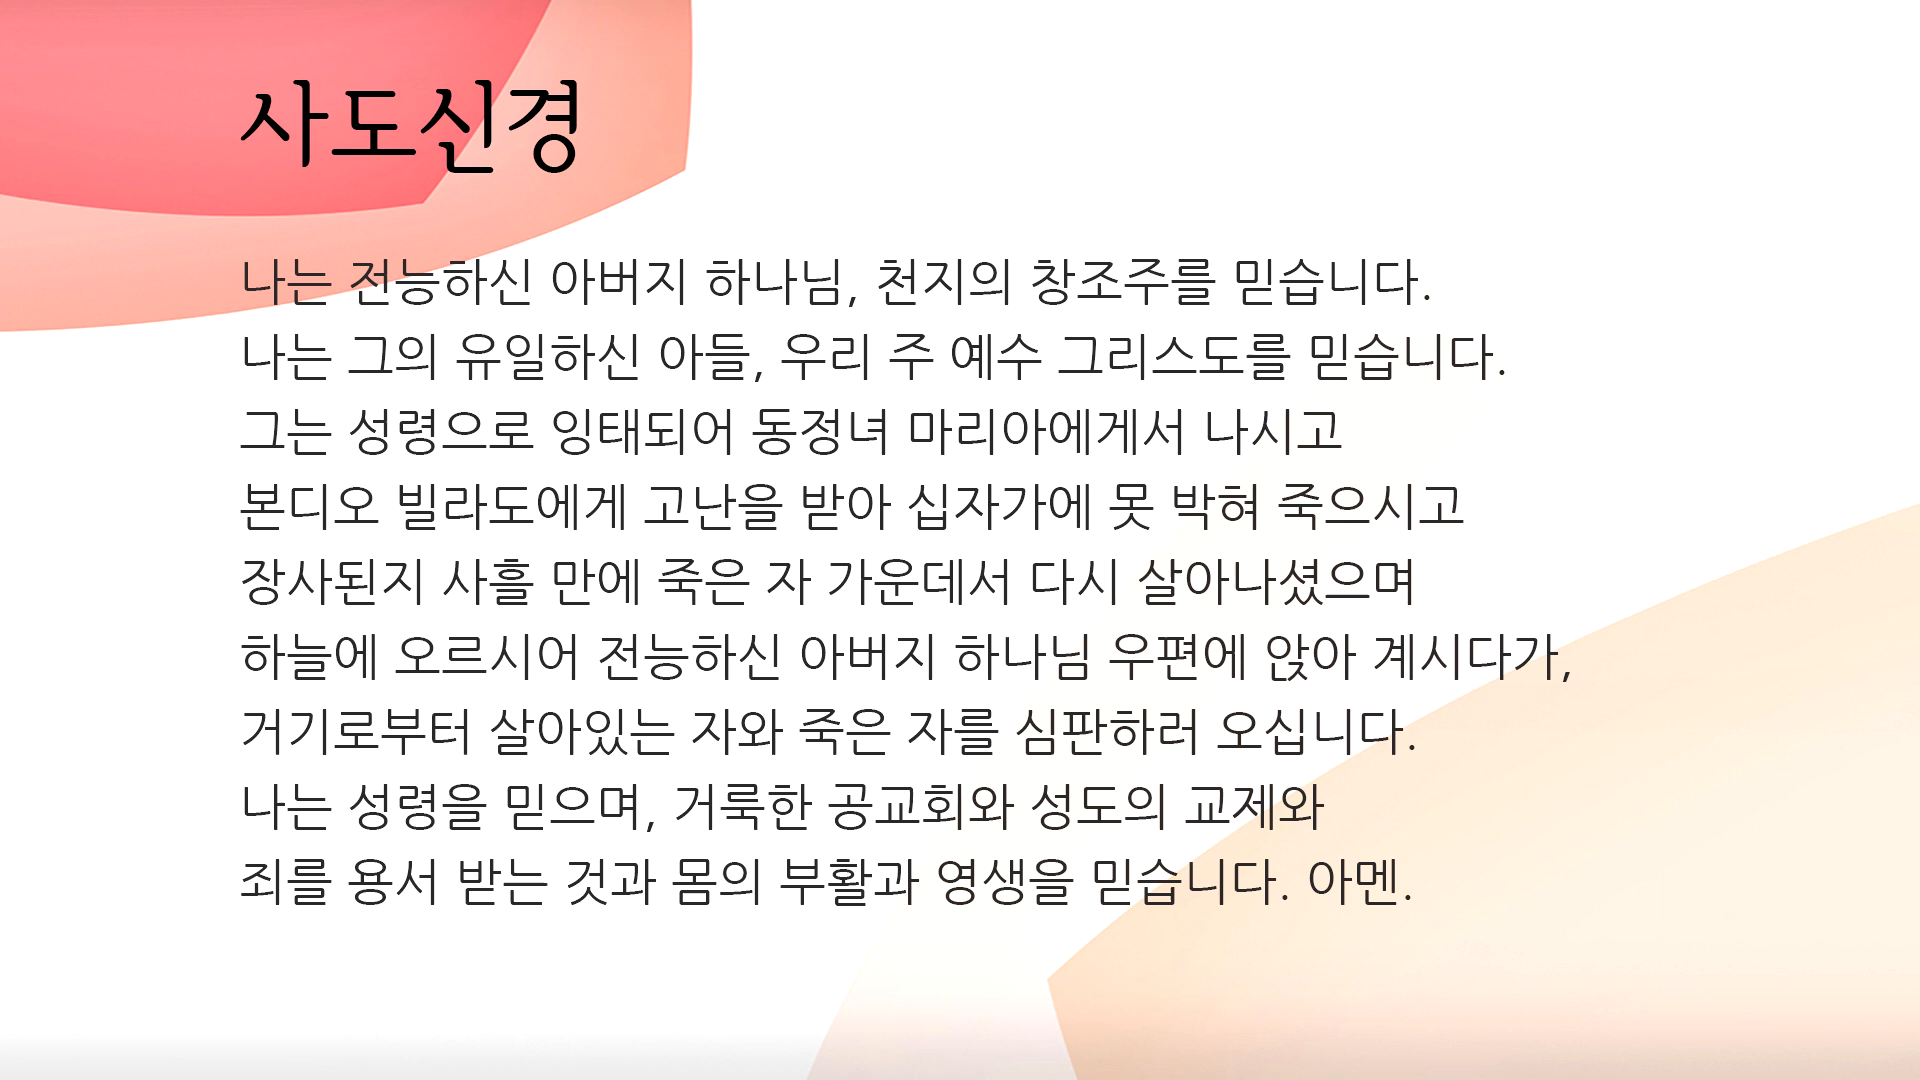 사도신경
나는 전능하신 아버지 하나님, 천지의 창조주를 믿습니다.
나는 그의 유일하신 아들, 우리 주 예수 그리스도를 믿습니다.
그는 성령으로 잉태되어 동정녀 마리아에게서 나시고
본디오 빌라도에게 고난을 받아 십자가에 못 박혀 죽으시고
장사된지 사흘 만에 죽은 자 가운데서 다시 살아나셨으며
하늘에 오르시어 전능하신 아버지 하나님 우편에 앉아 계시다가,
거기로부터 살아있는 자와 죽은 자를 심판하러 오십니다.
나는 성령을 믿으며, 거룩한 공교회와 성도의 교제와
죄를 용서 받는 것과 몸의 부활과 영생을 믿습니다. 아멘.